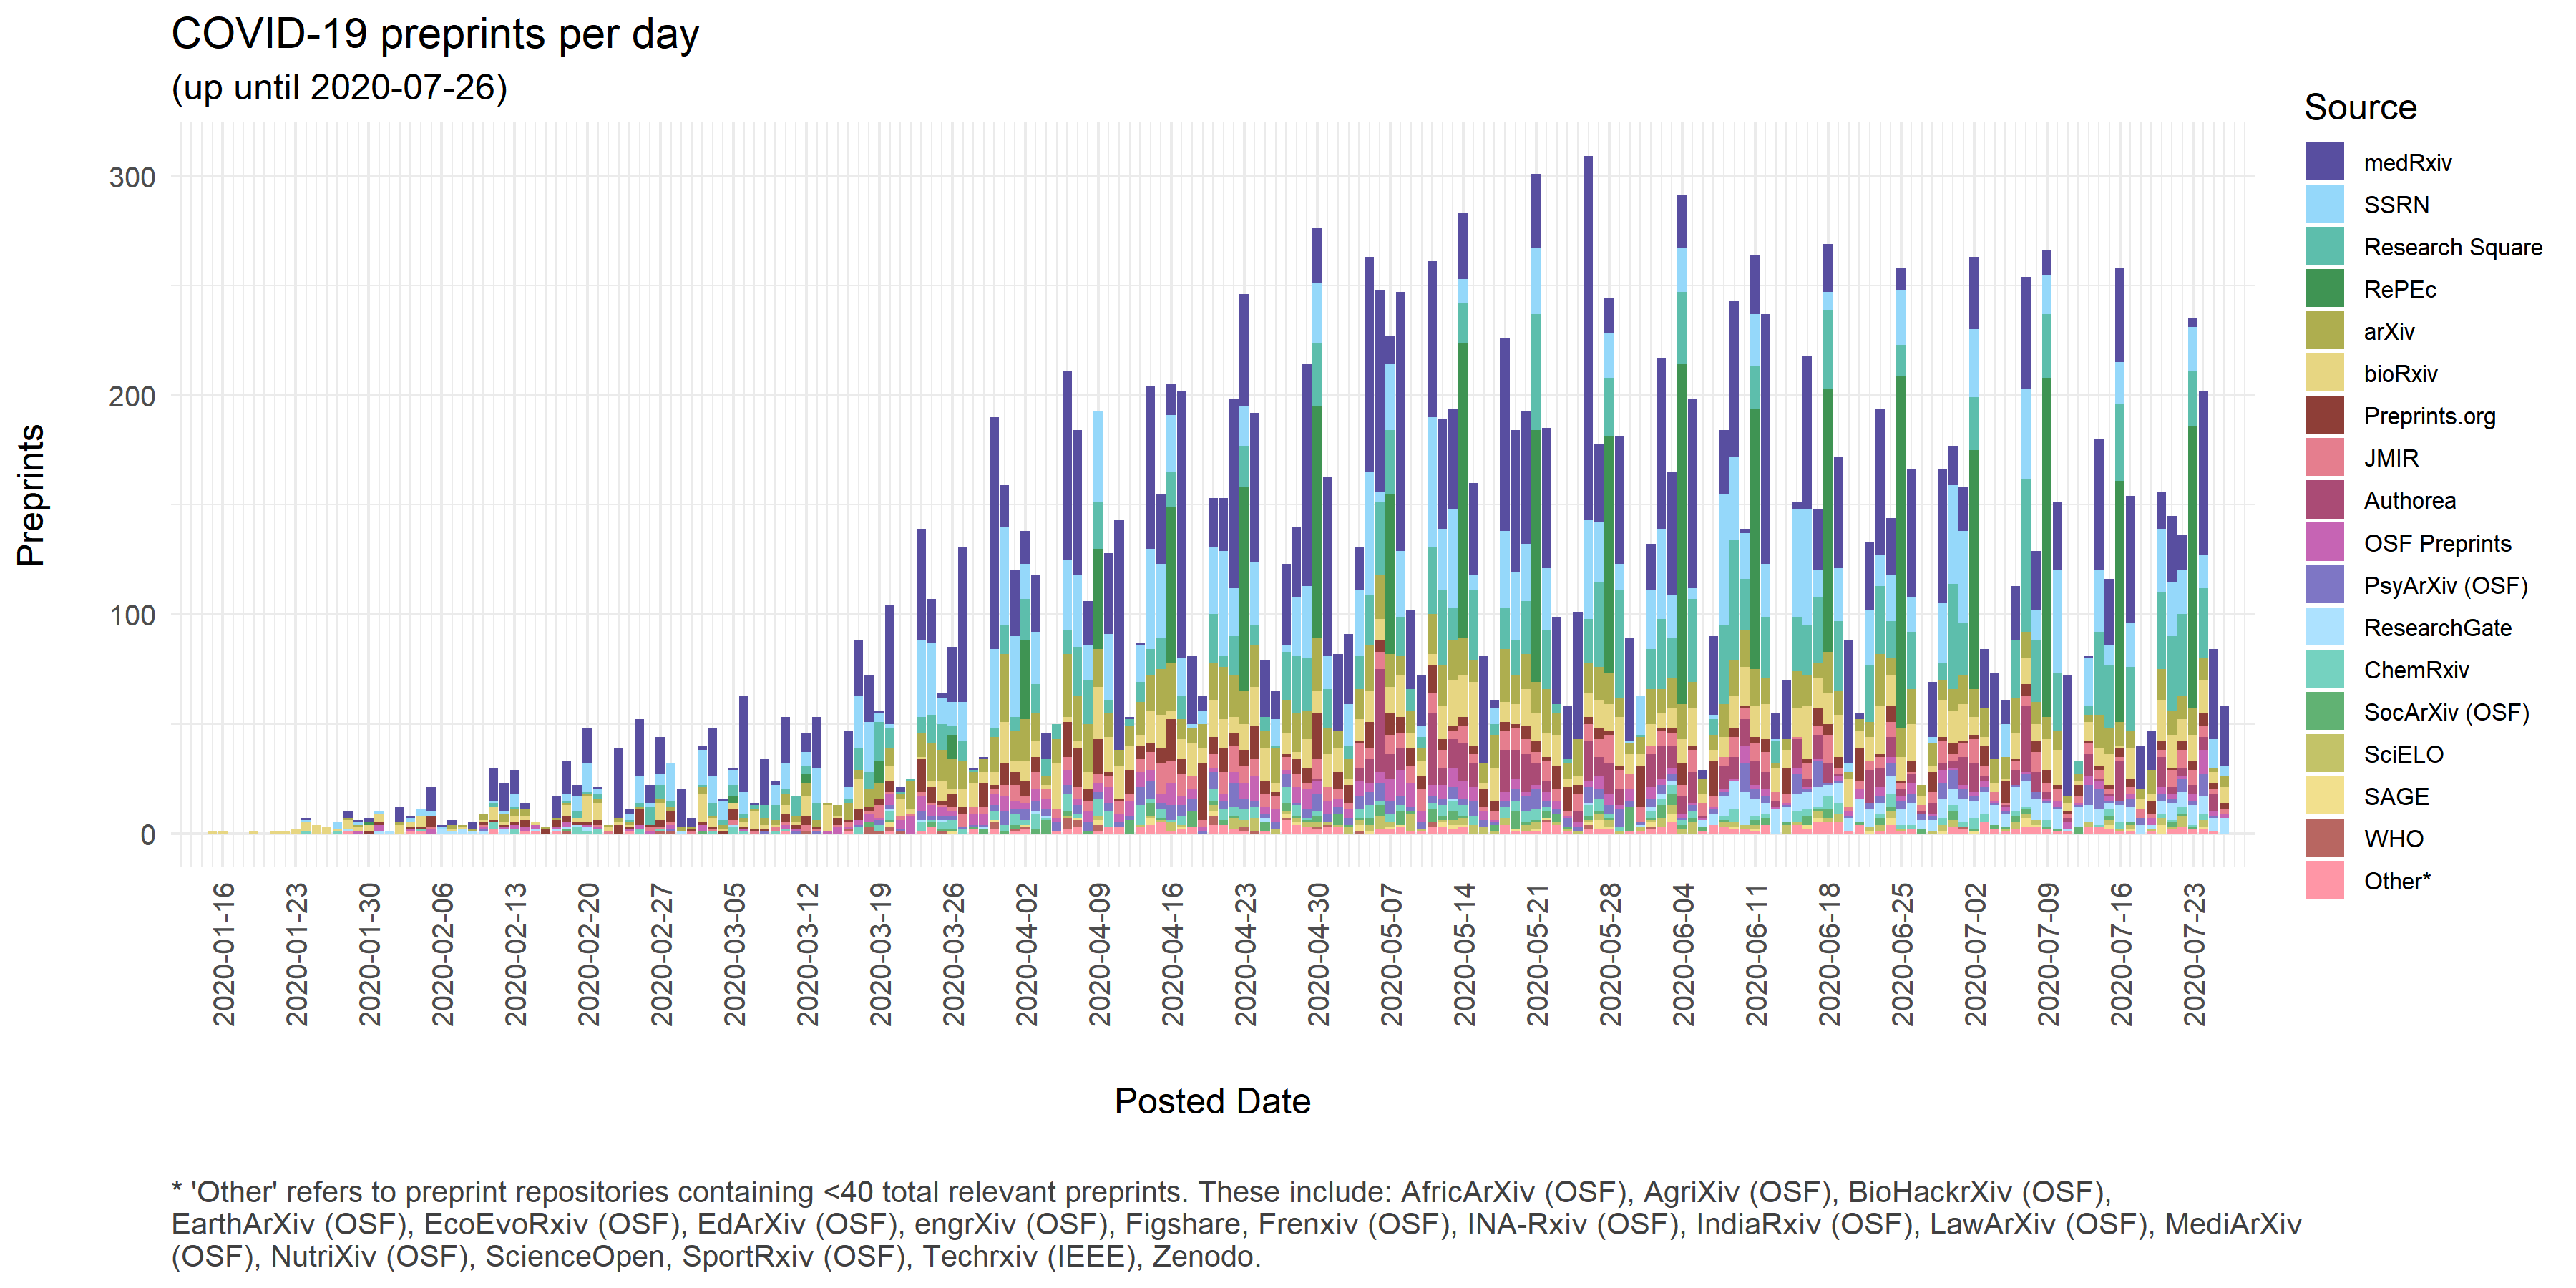 COVID-19 preprints per day
(up until 2020-07-26)
Preprints
300
200
100
0
2020-01-16
2020-01-23
2020-01-30
2020-02-06
2020-02-13
2020-02-20
2020-02-27
2020-03-05
2020-03-12
2020-03-19
2020-03-26
2020-04-02
2020-04-09
2020-04-16
2020-04-23
2020-04-30
2020-05-07
2020-05-14
2020-05-21
2020-05-28
2020-06-04
2020-06-11
2020-06-18
2020-06-25
2020-07-02
2020-07-09
2020-07-16
2020-07-23
Posted Date
Source
medRxiv
SSRN
Research Square
RePEc
arXiv
bioRxiv
Preprints.org
JMIR
Authorea
OSF Preprints
PsyArXiv (OSF)
ResearchGate
ChemRxiv
SocArXiv (OSF)
SciELO
SAGE
WHO
Other*
* 'Other' refers to preprint repositories containing <40 total relevant preprints. These include: AfricArXiv (OSF), AgriXiv (OSF), BioHackrXiv (OSF),
EarthArXiv (OSF), EcoEvoRxiv (OSF), EdArXiv (OSF), engrXiv (OSF), Figshare, Frenxiv (OSF), INA-Rxiv (OSF), IndiaRxiv (OSF), LawArXiv (OSF), MediArXiv
(OSF), NutriXiv (OSF), ScienceOpen, SportRxiv (OSF), Techrxiv (IEEE), Zenodo.